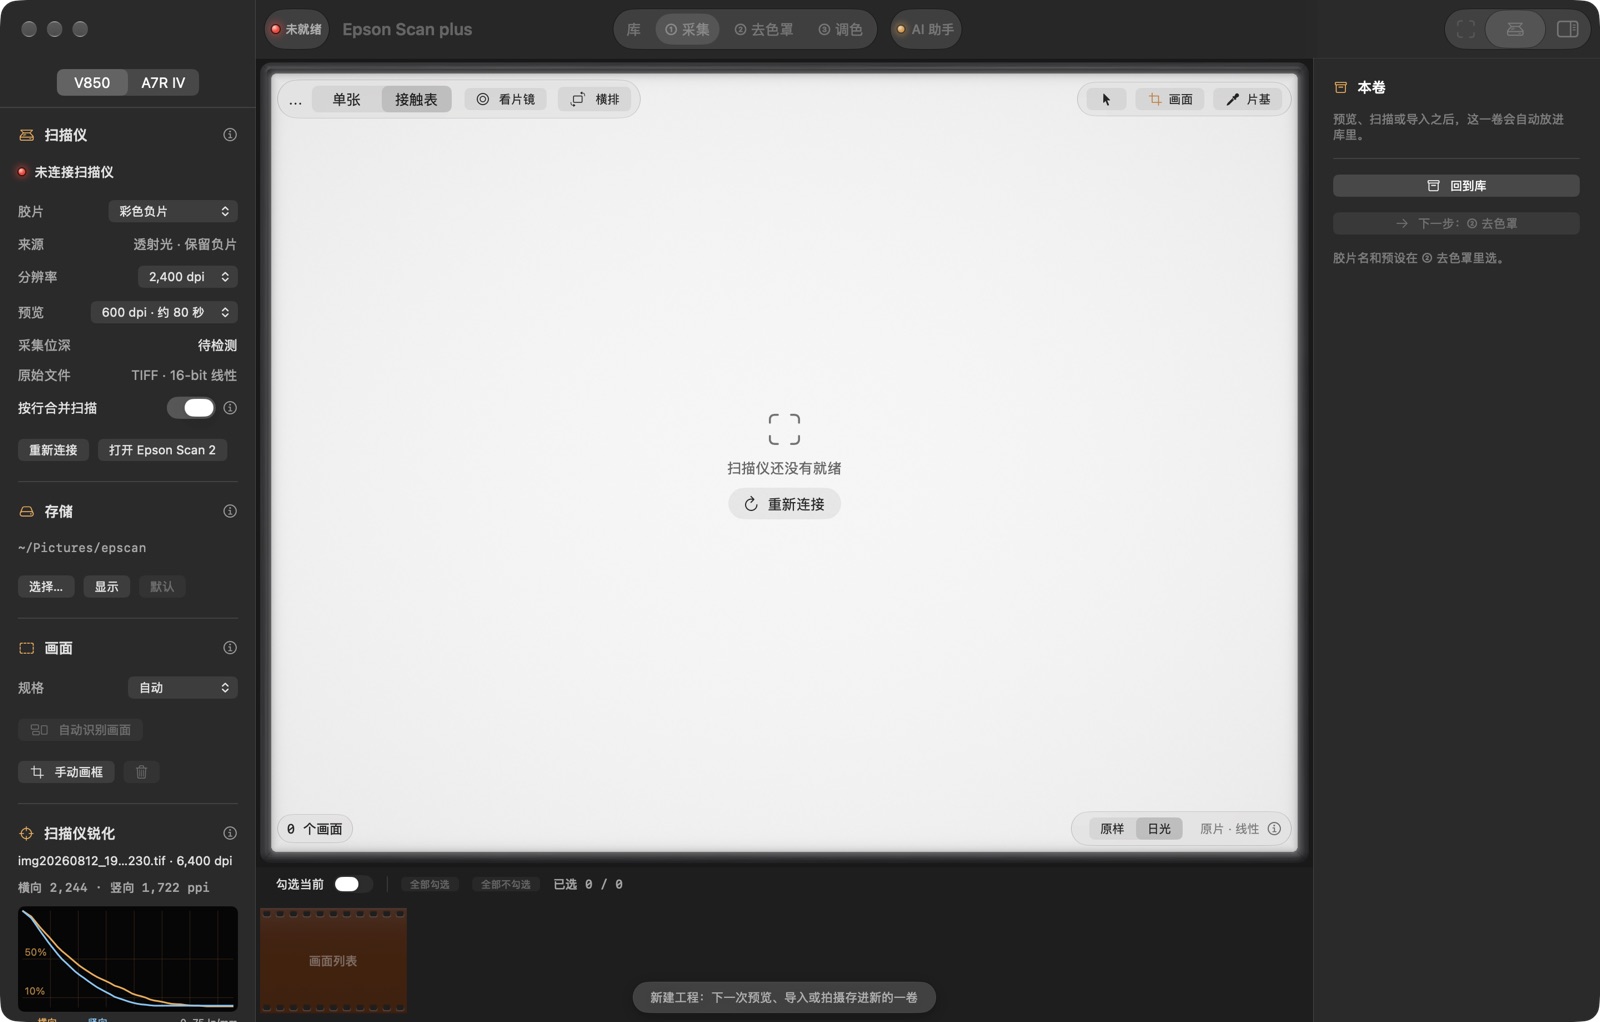 未就绪
Epson Scan plus
库
① 采集
② 去色罩
③ 调色
AI 助手
V850
A7R IV
扫描仪
未连接扫描仪
胶片
彩色负片
来源
透射光 · 保留负片
分辨率
2,400 dpi
预览
600 dpi · 约 80 秒
采集位深
待检测
原始文件
TIFF · 16-bit 线性
按行合并扫描
重新连接
打开 Epson Scan 2
存储
~/Pictures/epscan
选择...
显示
默认
画面
规格
自动
自动识别画面
手动画框
扫描仪锐化
img20260812_19...230.tif · 6,400 dpi
横向 2,244 · 竖向 1,722 ppi
50%
10%
横向
竖向
...
单张
接触表
看片镜
横排
画面
片基
扫描仪还没有就绪
重新连接
0 个画面
原样
日光
原片 · 线性
勾选当前
全部勾选
全部不勾选
已选 0 / 0
画面列表
新建工程：下一次预览、导入或拍摄存进新的一卷
本卷
预览、扫描或导入之后，这一卷会自动放进
库里。
回到库
下一步：② 去色罩
胶片名和预设在 ② 去色罩里选。